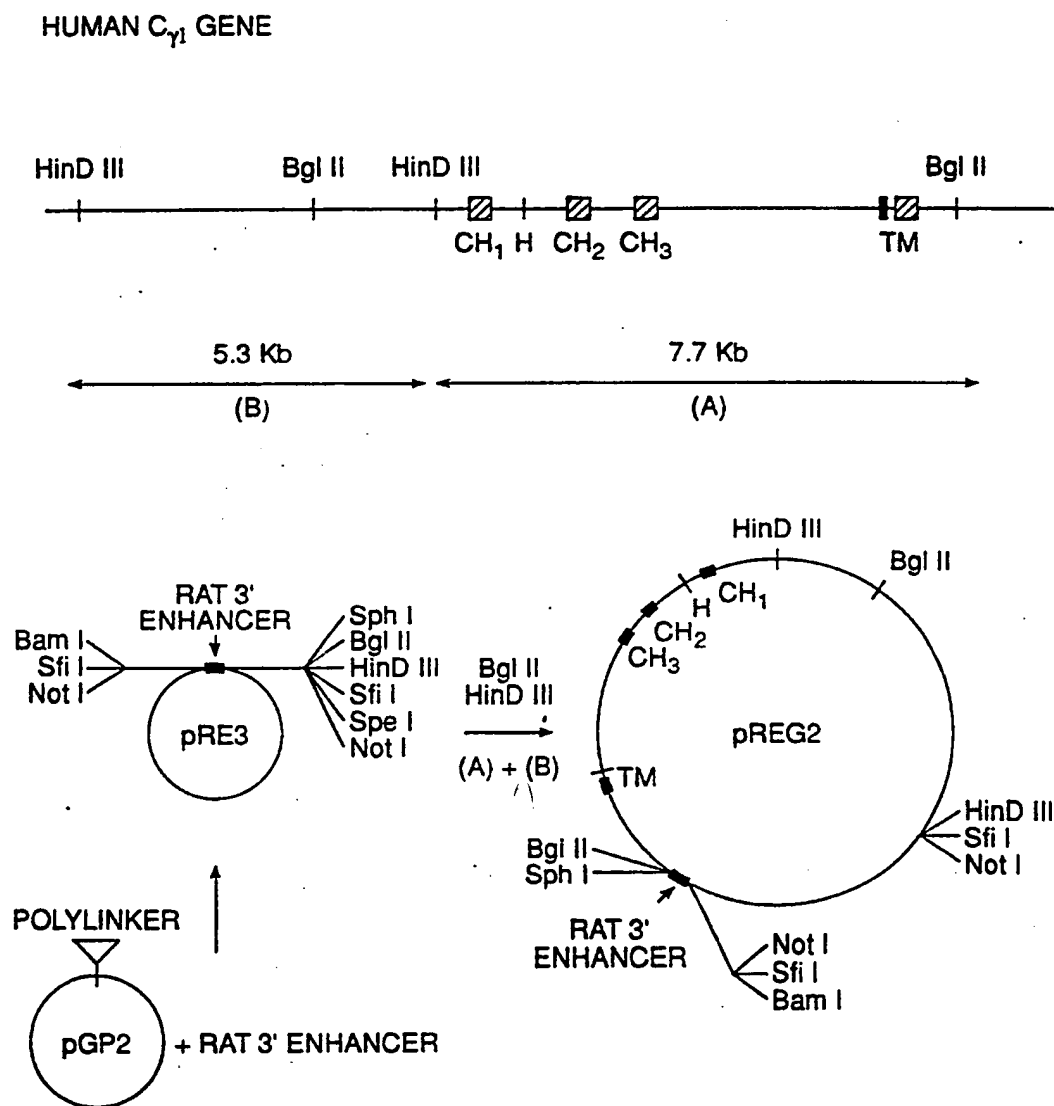 HUMAN Cγ1 GENE
HinD III
Bgl II
HinD III
Bgl II
CH1
H
CH2
CH3
TM
5.3 Kb
7.7 Kb
(B)
(A)
RAT 3'
ENHANCER
Bam I
Sfi I
Not I
Sph I
Bgl II
HinD III
Sfi I
Spe I
Not I
pRE3
Bgl II
HinD III
(A) + (B)
HinD III
Bgl II
CH1
H
CH2
CH3
pREG2
TM
Bgl II
Sph I
HinD III
Sfi I
Not I
RAT 3'
ENHANCER
Not I
Sfi I
Bam I
POLYLINKER
pGP2
+ RAT 3' ENHANCER